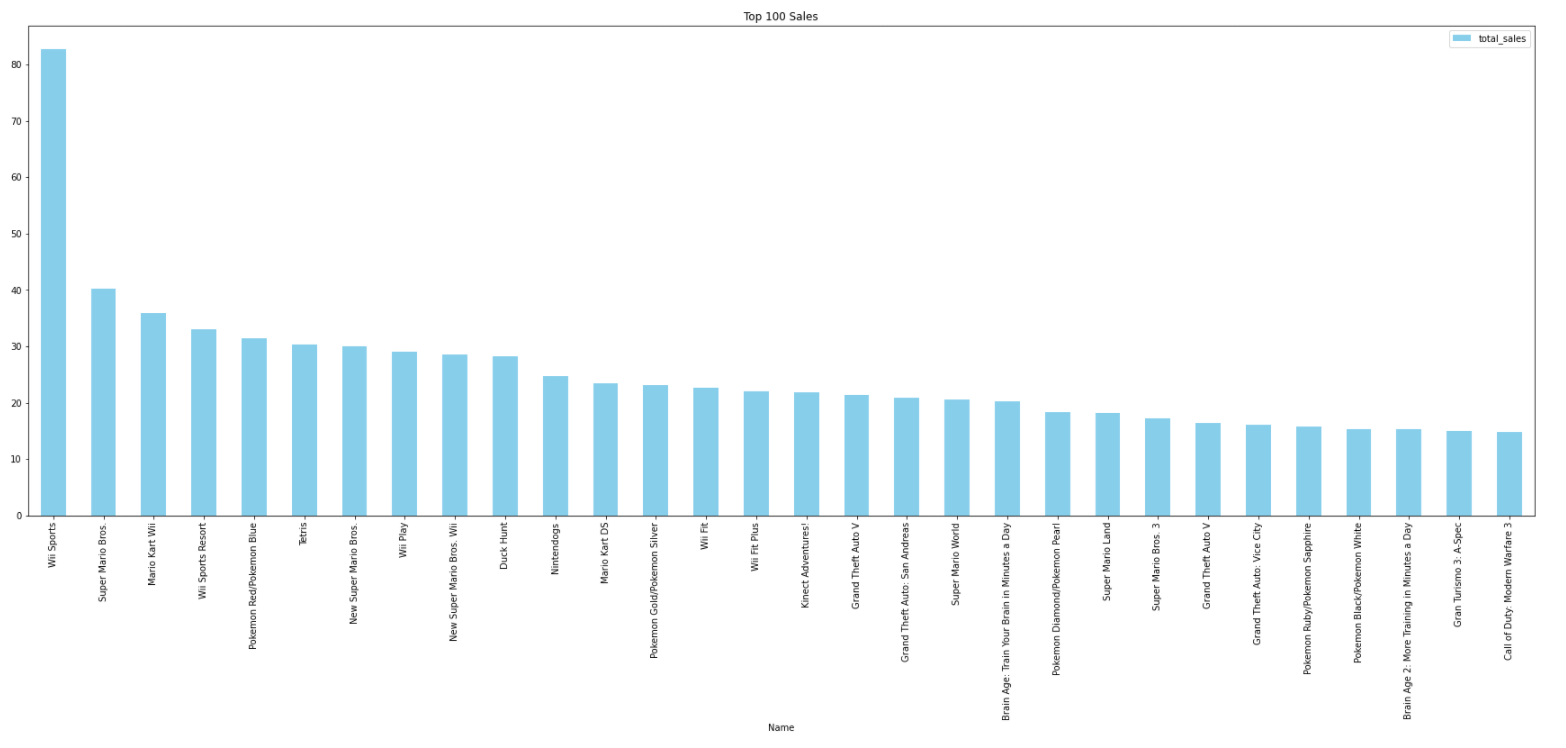 Top 100 Sales
total_sales
80
70
60
50
40
30
20
10
0
Wii Sports
Super Mario Bros.
Mario Kart Wii
Wii Sports Resort
Pokemon Red/Pokemon Blue
Tetris
New Super Mario Bros.
Wii Play
New Super Mario Bros. Wii
Duck Hunt
Nintendogs
Mario Kart DS
Pokemon Gold/Pokemon Silver
Wii Fit
Wii Fit Plus
Kinect Adventures!
Grand Theft Auto V
Grand Theft Auto: San Andreas
Super Mario World
Brain Age: Train Your Brain in Minutes a Day
Pokemon Diamond/Pokemon Pearl
Super Mario Land
Super Mario Bros. 3
Grand Theft Auto V
Grand Theft Auto: Vice City
Pokemon Ruby/Pokemon Sapphire
Pokemon Black/Pokemon White
Brain Age 2: More Training in Minutes a Day
Gran Turismo 3: A-Spec
Call of Duty: Modern Warfare 3
Name